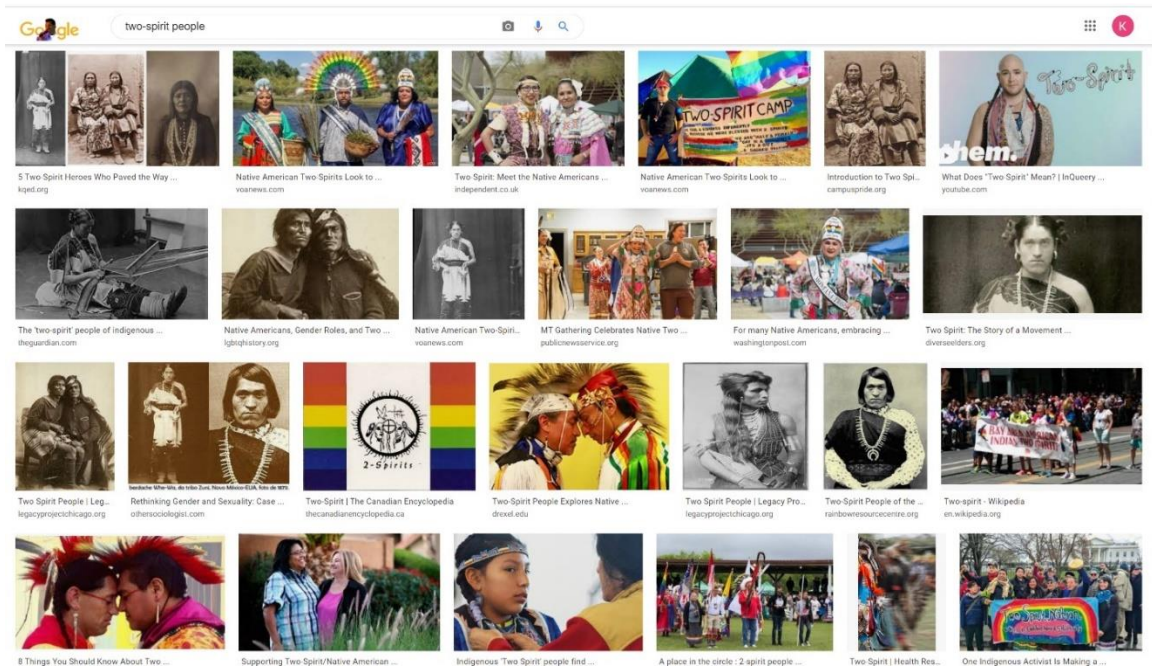 Google
two-spirit people
K
TWO-SPIRIT CAMP
Two-Spirit
them.
5 Two Spirit Heroes Who Paved the Way ...
kqed.org
Native American Two-Spirits Look to ...
voanews.com
Two-Spirit: Meet the Native Americans ...
independent.co.uk
Native American Two-Spirits Look to ...
voanews.com
Introduction to Two Spi...
campuspride.org
What Does "Two-Spirit" Mean? | InQueery ...
youtube.com
The 'two-spirit' people of indigenous ...
theguardian.com
Native Americans, Gender Roles, and Two ...
lgbtqhistory.org
Native American Two-Spiri...
voanews.com
MT Gathering Celebrates Native Two ...
publicnewsservice.org
For many Native Americans, embracing ...
washingtonpost.com
Two Spirit: The Story of a Movement ...
diverseelders.org
2-Spirits
Two Spirit People | Leg...
legacyprojectchicago.org
Rethinking Gender and Sexuality: Case ...
othersociologist.com
Two-Spirit | The Canadian Encyclopedia
thecanadianencyclopedia.ca
Two-Spirit People Explores Native ...
drexel.edu
Two Spirit People | Legacy Pro...
legacyprojectchicago.org
Two-Spirit People of the ...
rainbowresourcecentre.org
Two-spirit - Wikipedia
en.wikipedia.org
8 Things You Should Know About Two ...
Supporting Two-Spirit/Native American ...
Indigenous 'Two Spirit' people find ...
A place in the circle : 2-spirit people ...
Two Spirit | Health Res...
One Indigenous Activist Is Making a ...